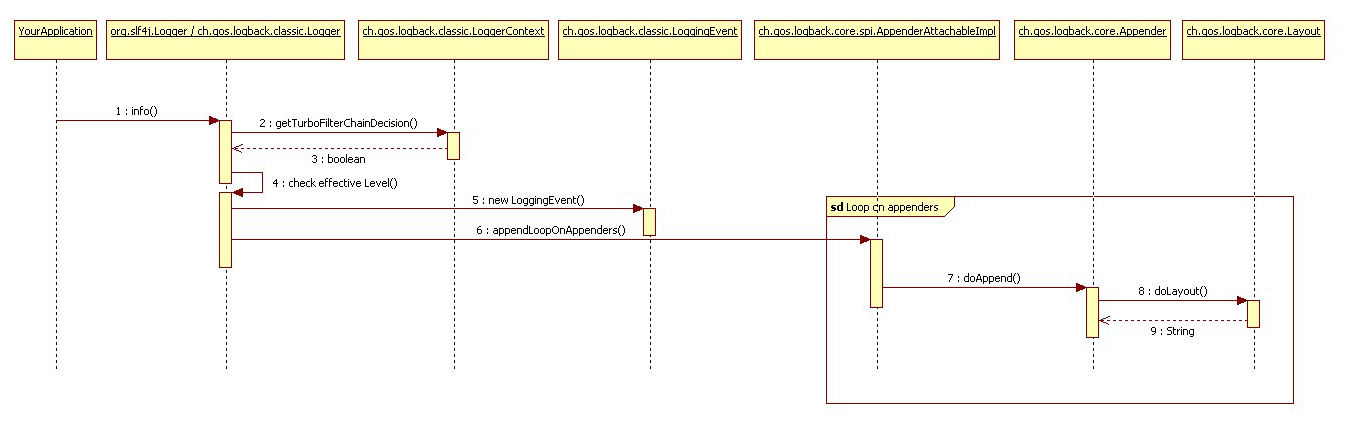 YourApplication
org.slf4j.Logger / ch.qos.logback.classic.Logger
ch.qos.logback.classic.LoggerContext
ch.qos.logback.classic.LoggingEvent
ch.qos.logback.core.spi.AppenderAttachableImpl
ch.qos.logback.core.Appender
ch.qos.logback.core.Layout
1 : info()
2 : getTurboFilterChainDecision()
3 : boolean
4 : check effective Level()
5 : new LoggingEvent()
sd Loop on appenders
6 : appendLoopOnAppenders()
7 : doAppend()
8 : doLayout()
9 : String